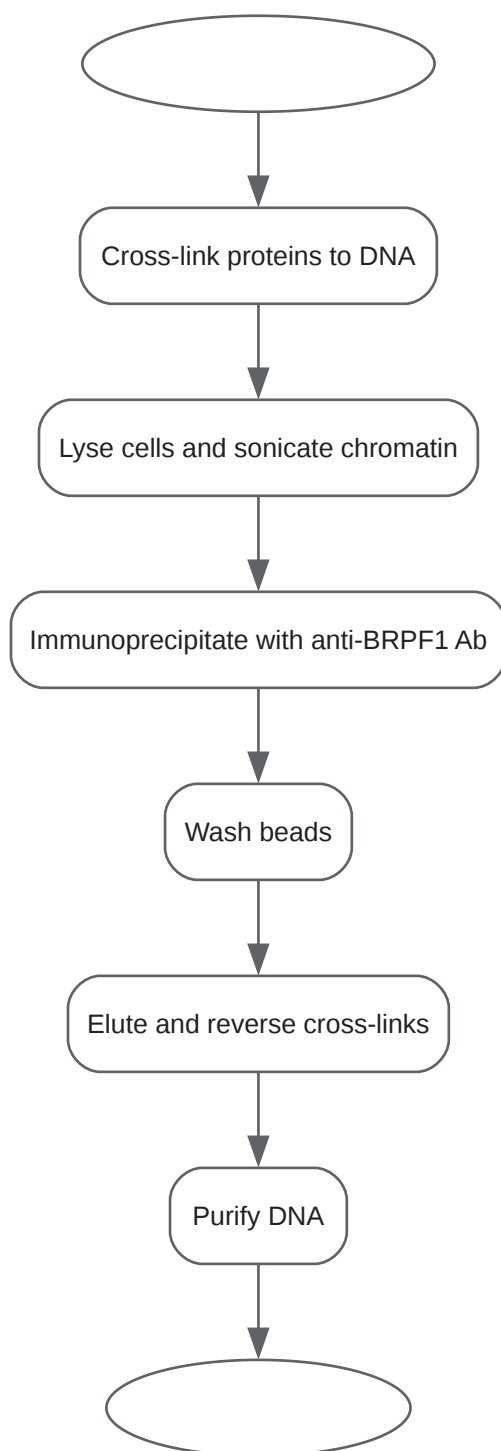 Cross-link proteins to DNA
Lyse cells and sonicate chromatin
Immunoprecipitate with anti-BRPF1 Ab
Wash beads
Elute and reverse cross-links
Purify DNA